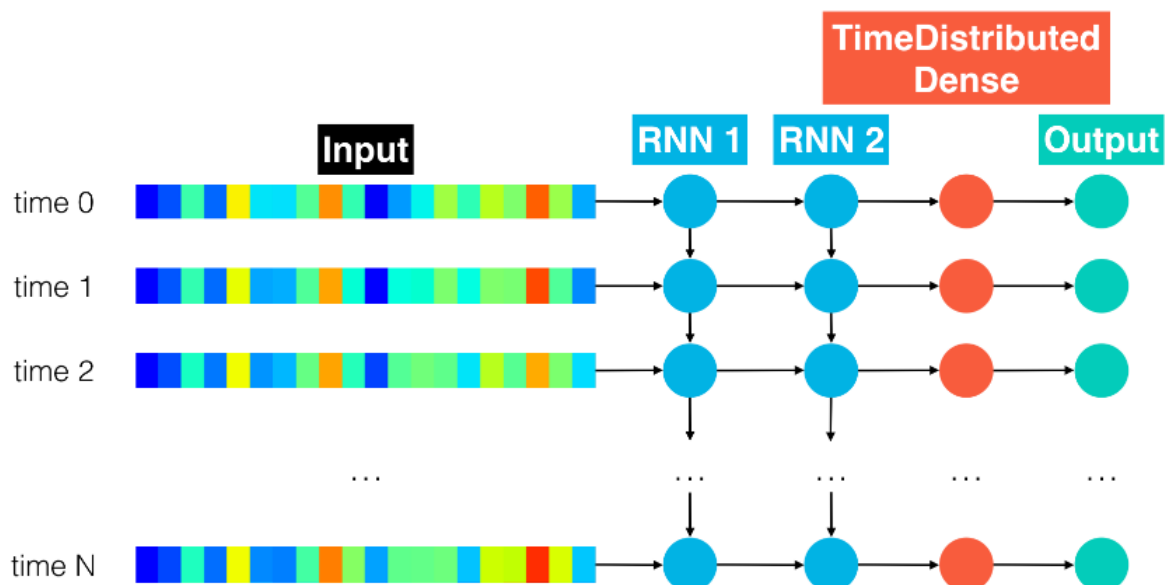 TimeDistributed
Dense
Input
RNN 1
RNN 2
Output
time 0
time 1
time 2
... ... ... ... ...
time N